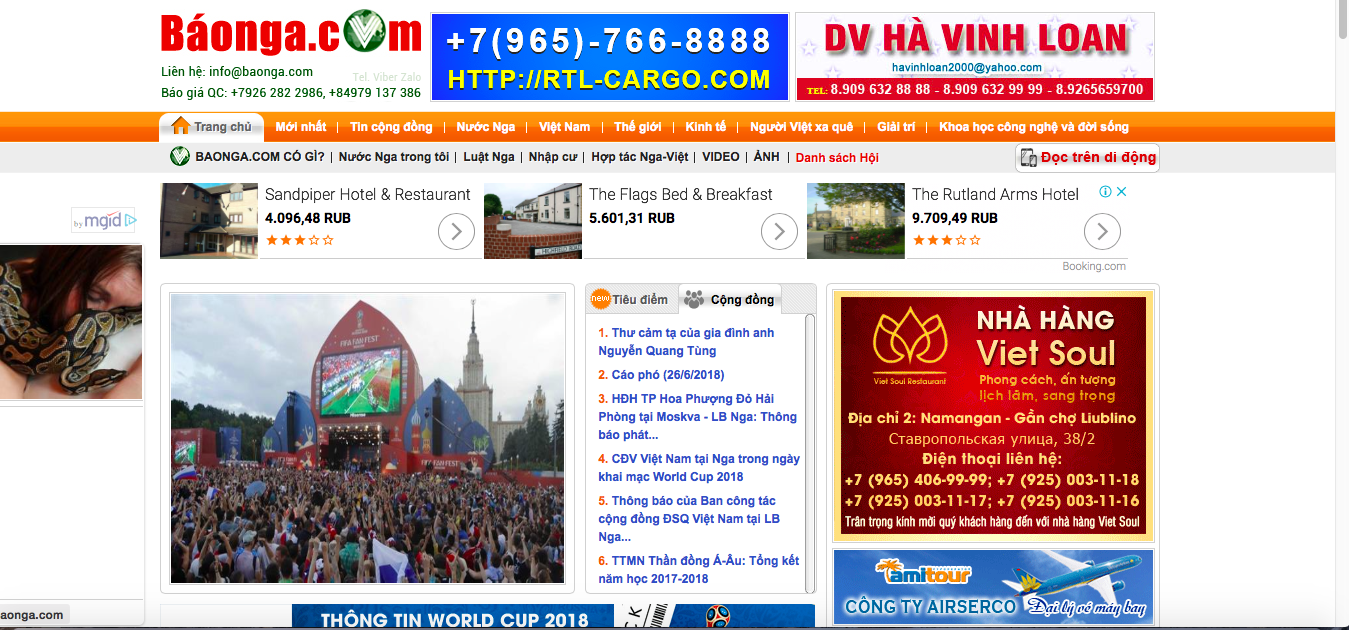 Báonga.com
Liên hệ: info@baonga.com
Tel. Viber Zalo
Báo giá QC: +7926 282 2986, +84979 137 386
+7(965)-766-8888
HTTP://RTL-CARGO.COM
DV HÀ VINH LOAN
havinhloan2000@yahoo.com
TEL: 8.909 632 88 88 - 8.909 632 99 99 - 8.9265659700
Trang chủ Mới nhất Tin cộng đồng Nước Nga Việt Nam Thế giới Kinh tế Người Việt xa quê Giải trí Khoa học công nghệ và đời sống
BAONGA.COM CÓ GÌ? Nước Nga trong tôi Luật Nga Nhập cư Hợp tác Nga-Việt VIDEO ẢNH Danh sách Hội Đọc trên di động
by mgid
Sandpiper Hotel & Restaurant
4.096,48 RUB
The Flags Bed & Breakfast
5.601,31 RUB
The Rutland Arms Hotel
9.709,49 RUB
Booking.com
FIFA FAN FEST
FIFA FAN FEST
new Tiêu điểm Cộng đồng
1. Thư cảm tạ của gia đình anh
Nguyễn Quang Tùng
2. Cáo phó (26/6/2018)
3. HĐH TP Hoa Phượng Đỏ Hải
Phòng tại Moskva - LB Nga: Thông
báo phát...
4. CĐV Việt Nam tại Nga trong ngày
khai mạc World Cup 2018
5. Thông báo của Ban công tác
cộng đồng ĐSQ Việt Nam tại LB
Nga...
6. TTMN Thần đồng Á-Âu: Tổng kết
năm học 2017-2018
Viet Soul Restaurant
NHÀ HÀNG
Viet Soul
Phong cách, ấn tượng
lịch lãm, sang trọng
Địa chỉ 2: Namangan - Gần chợ Liublino
Ставропольская улица, 38/2
Điện thoại liên hệ:
+7 (965) 406-99-99; +7 (925) 003-11-18
+7 (925) 003-11-17; +7 (925) 003-11-16
Trân trọng kính mời quý khách hàng đến với nhà hàng Viet Soul
amitour
CÔNG TY AIRSERCO Đại lý vé máy bay
aonga.com
THÔNG TIN WORLD CUP 2018